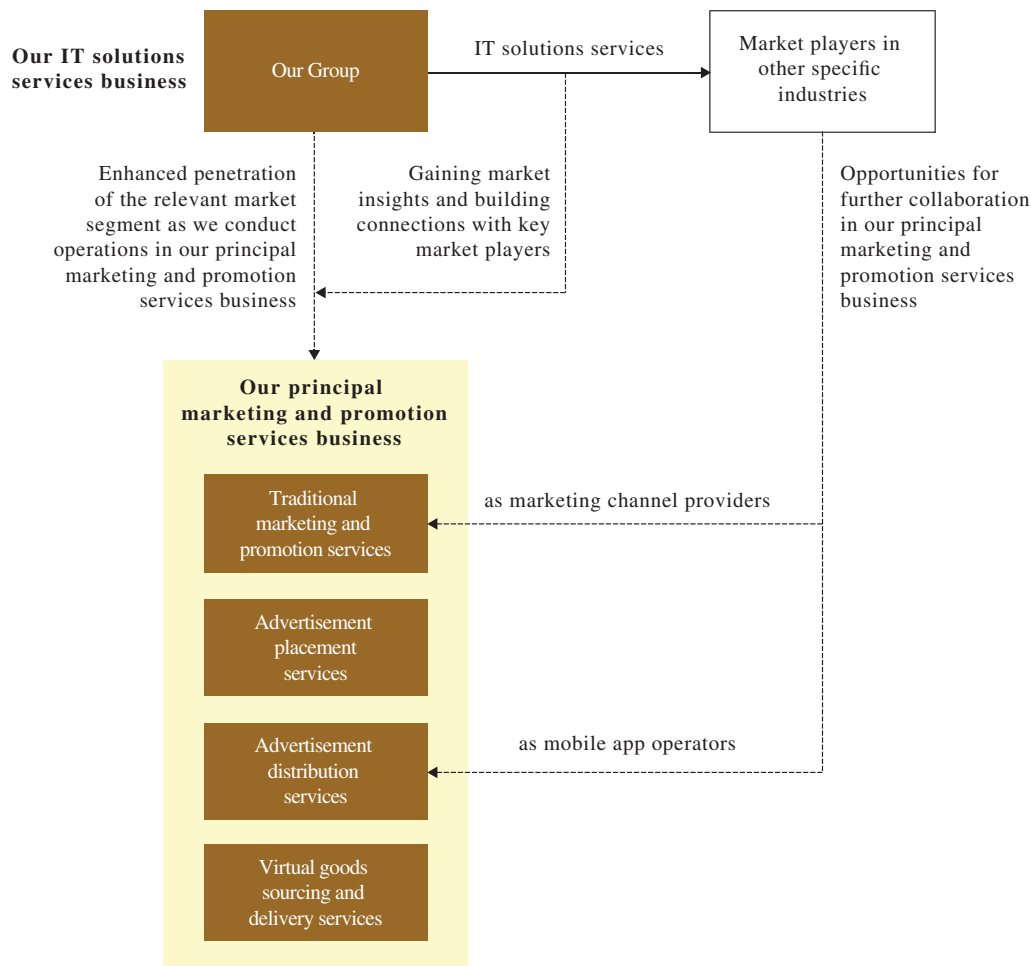 Our IT solutions
services business
Our Group
IT solutions services
Market players in
other specific
industries
Enhanced penetration
of the relevant market
segment as we conduct
operations in our principal
marketing and promotion
services business
Gaining market
insights and building
connections with key
market players
Opportunities for
further collaboration
in our principal
marketing and
promotion services
business
Our principal
marketing and promotion
services business
Traditional
marketing and
promotion services
as marketing channel providers
Advertisement
placement
services
Advertisement
distribution
services
as mobile app operators
Virtual goods
sourcing and
delivery services